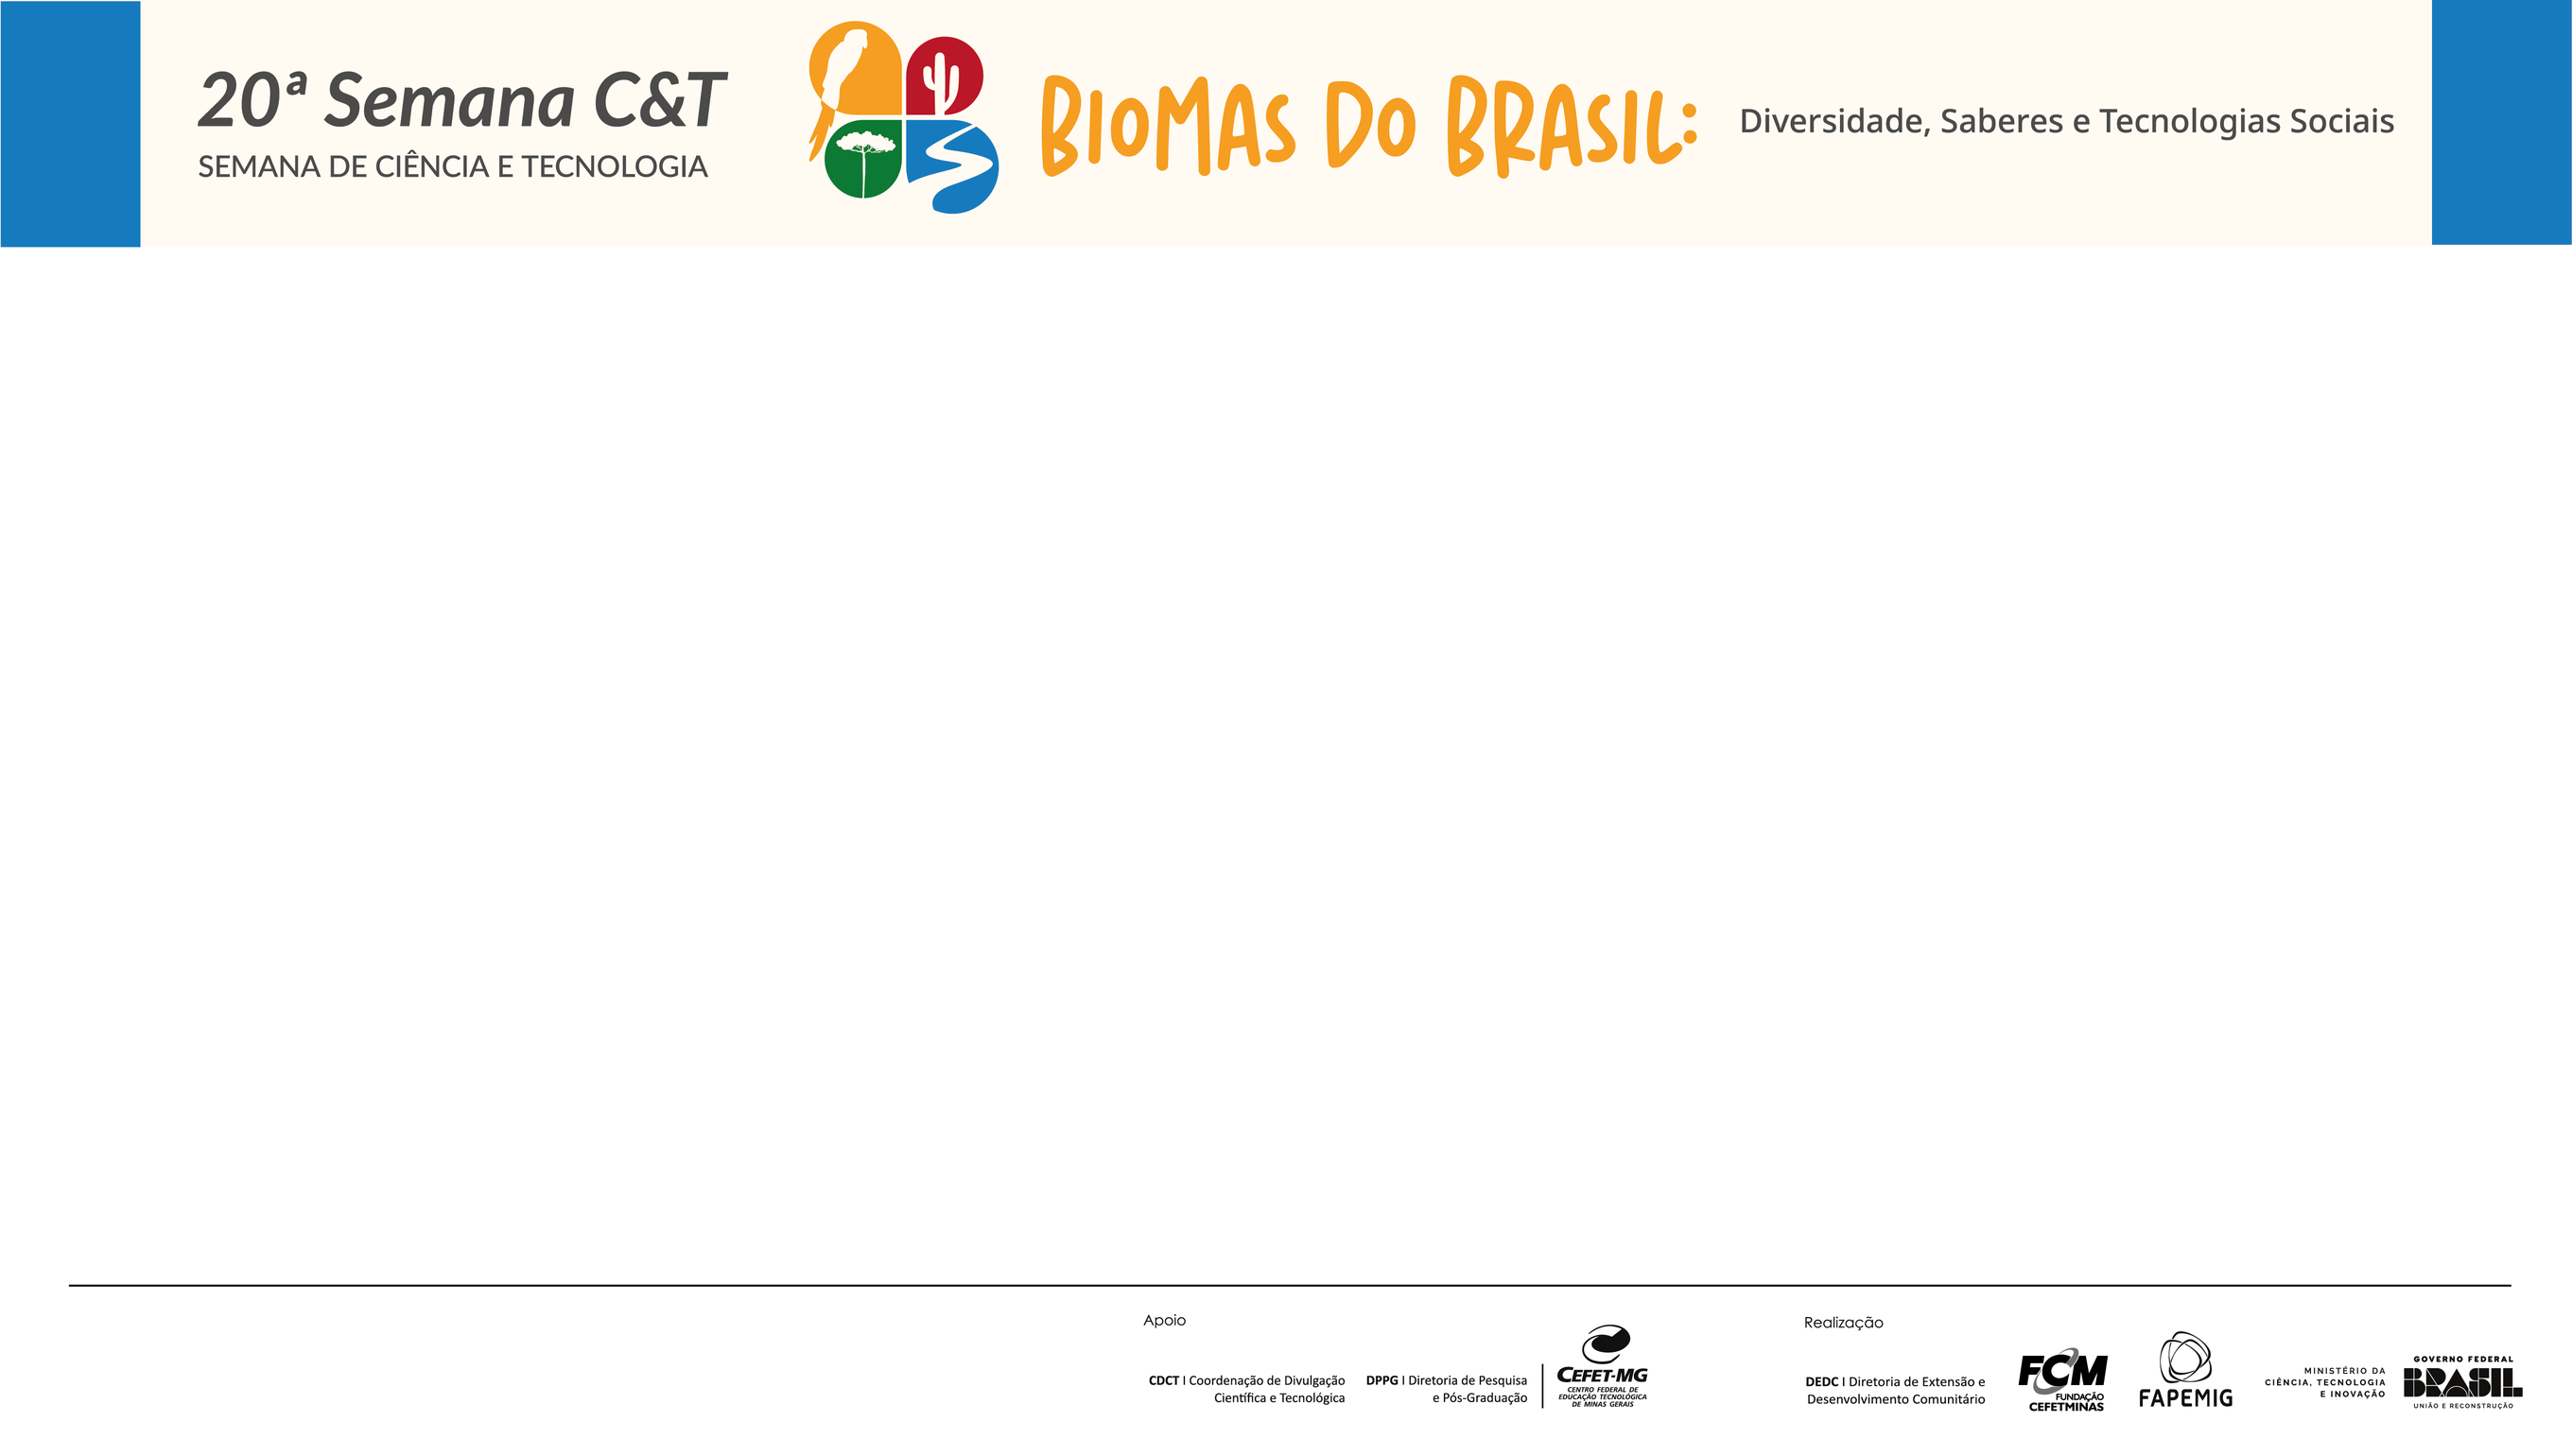 20ª Semana C&T
SEMANA DE CIÊNCIA E TECNOLOGIA
BIOMAS DO BRASIL:
Diversidade, Saberes e Tecnologias Sociais
Apoio
CDCT I Coordenação de Divulgação
Científica e Tecnológica
DPPG I Diretoria de Pesquisa
e Pós-Graduação
CEFET-MG
CENTRO FEDERAL DE
EDUCAÇÃO TECNOLÓGICA
DE MINAS GERAIS
Realização
DEDC I Diretoria de Extensão e
Desenvolvimento Comunitário
FCM
FUNDAÇÃO
CEFETMINAS
FAPEMIG
MINISTÉRIO DA
CIÊNCIA, TECNOLOGIA
E INOVAÇÃO
GOVERNO FEDERAL
BRASIL
UNIÃO E RECONSTRUÇÃO